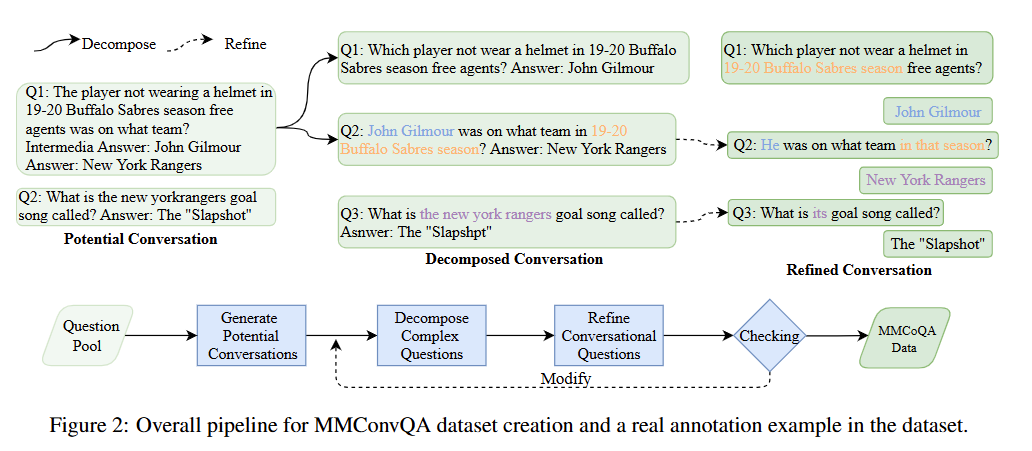 Decompose
Refine
Q1: The player not wearing a helmet in
19-20 Buffalo Sabres season free
agents was on what team?
Intermedia Answer: John Gilmour
Answer: New York Rangers
Q2: What is the new yorkrangers goal
song called? Answer: The "Slapshot"
Potential Conversation
Q1: Which player not wear a helmet in 19-20 Buffalo
Sabres season free agents? Answer: John Gilmour
Q2: John Gilmour was on what team in 19-20
Buffalo Sabres season? Answer: New York Rangers
Q3: What is the new york rangers goal song called?
Asnwer: The "Slapshpt"
Decomposed Conversation
Q1: Which player not wear a helmet in
19-20 Buffalo Sabres season free agents?
John Gilmour
Q2: He was on what team in that season?
New York Rangers
Q3: What is its goal song called?
The "Slapshot"
Refined Conversation
Question
Pool
Generate
Potential
Conversations
Decompose
Complex
Questions
Refine
Conversational
Questions
Checking
MMCoQA
Data
Modify
Figure 2: Overall pipeline for MMConvQA dataset creation and a real annotation example in the dataset.